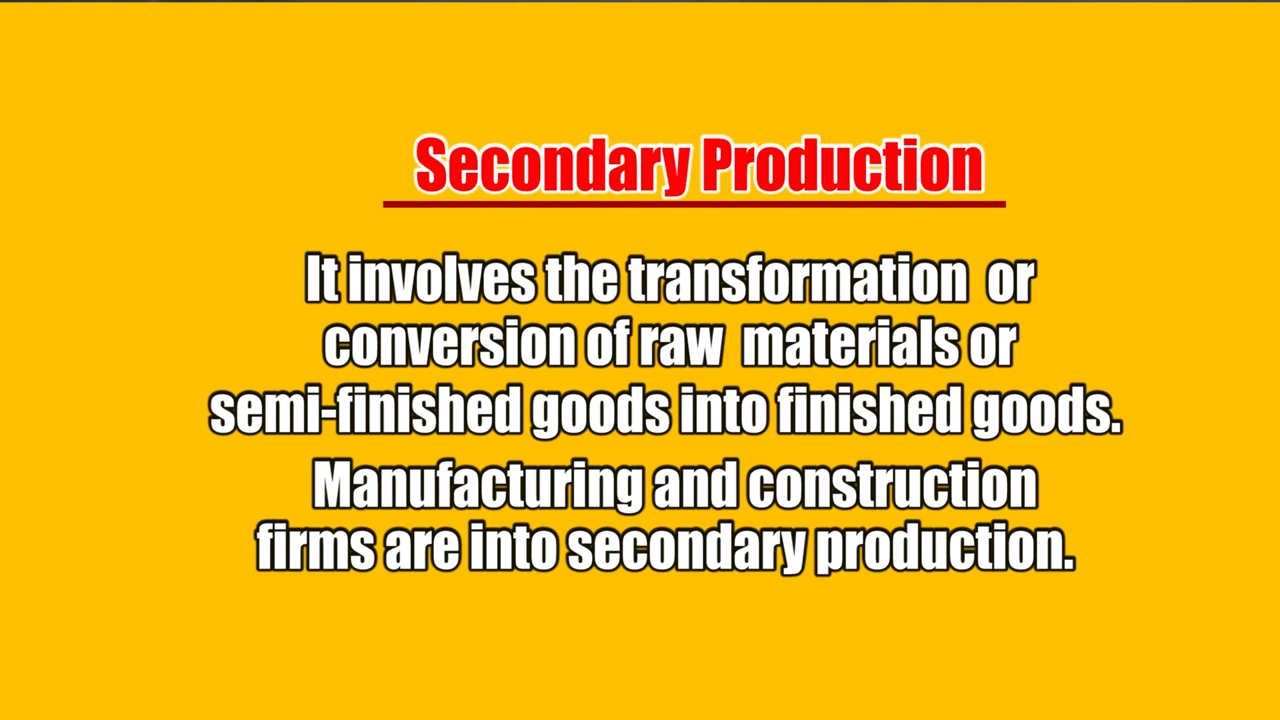 Secondary Production
It involves the transformation or
conversion of raw materials or
semi-finished goods into finished goods.
Manufacturing and construction
firms are into secondary production.